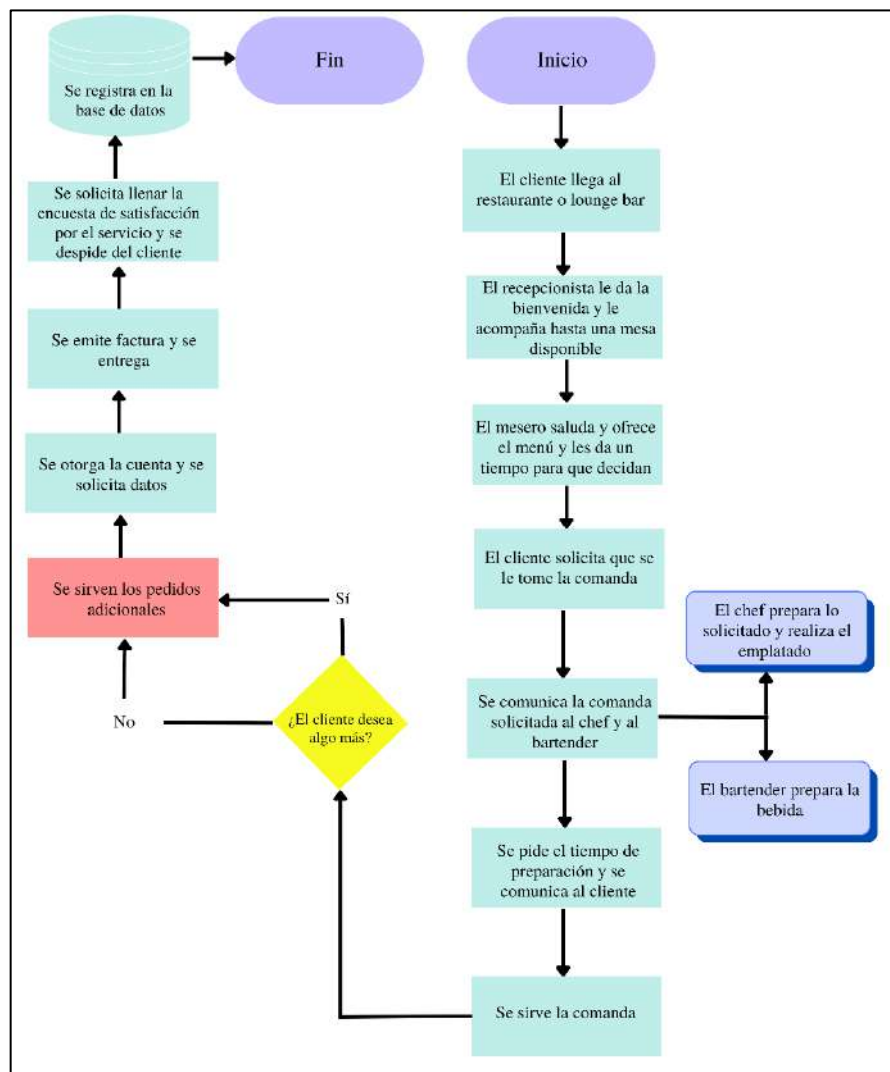 Inicio
El cliente llega al
restaurante o lounge bar
El recepcionista le da la
bienvenida y le
acompaña hasta una mesa
disponible
El mesero saluda y ofrece
el menú y les da un
tiempo para que decidan
El cliente solicita que se
le tome la comanda
Se comunica la comanda
solicitada al chef y al
bartender
El chef prepara lo
solicitado y realiza el
emplatado
El bartender prepara la
bebida
Se pide el tiempo de
preparación y se
comunica al cliente
Se sirve la comanda
¿El cliente desea
algo más?
Sí
No
Se sirven los pedidos
adicionales
Se otorga la cuenta y se
solicita datos
Se emite factura y se
entrega
Se solicita llenar la
encuesta de satisfacción
por el servicio y se
despide del cliente
Se registra en la
base de datos
Fin